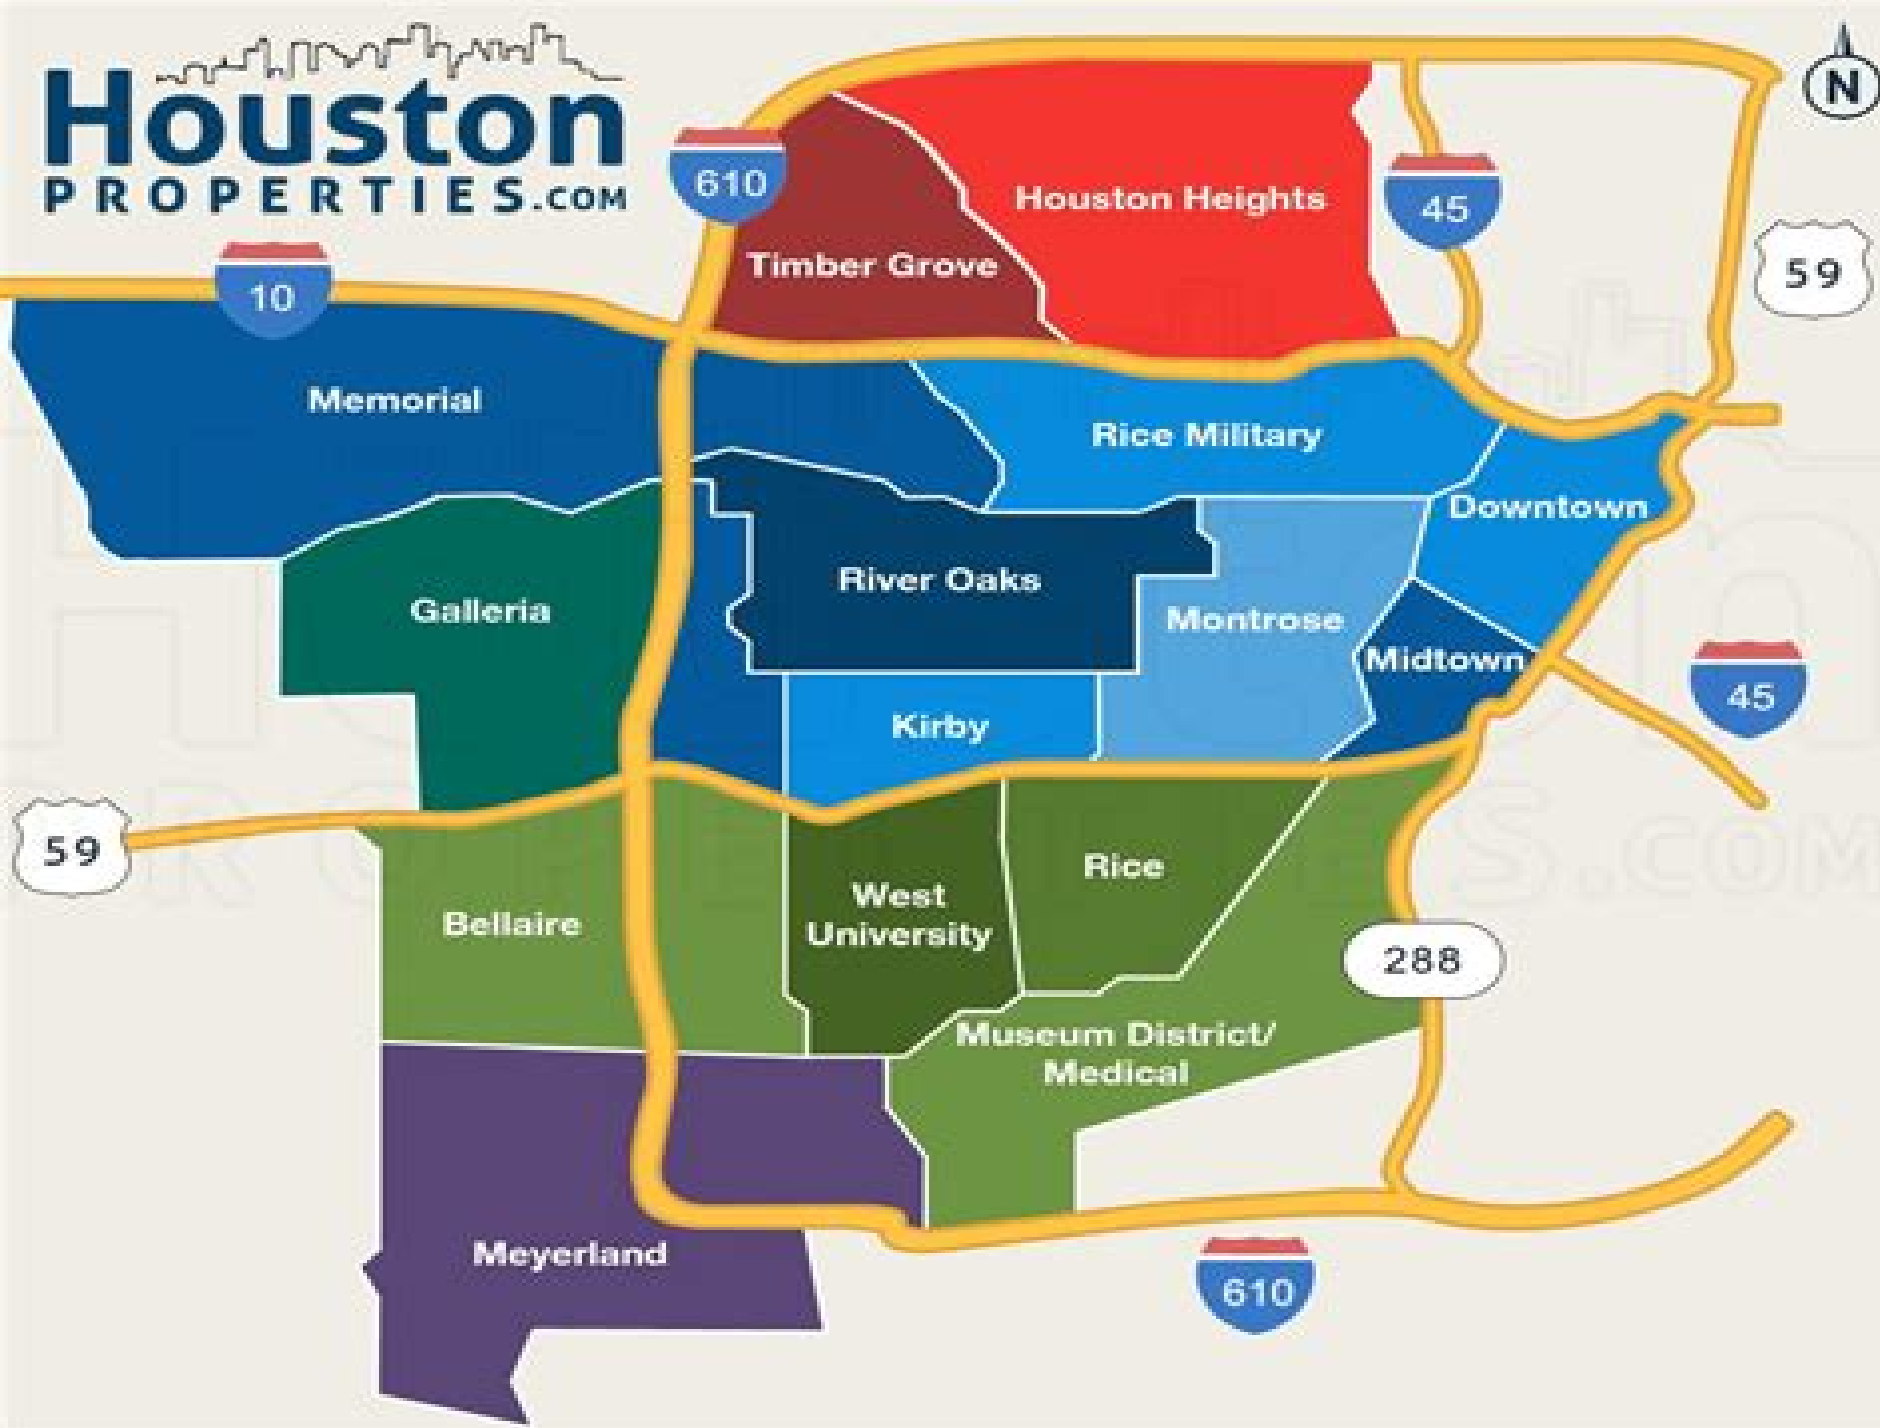 Houston
PROPERTIES.COM
N
610
45
59
10
Houston Heights
Timber Grove
Memorial
Rice Military
Downtown
River Oaks
Galleria
Montrose
Midtown
45
Kirby
59
Rice
West
University
Bellaire
288
Museum District/
Medical
Meyerland
610